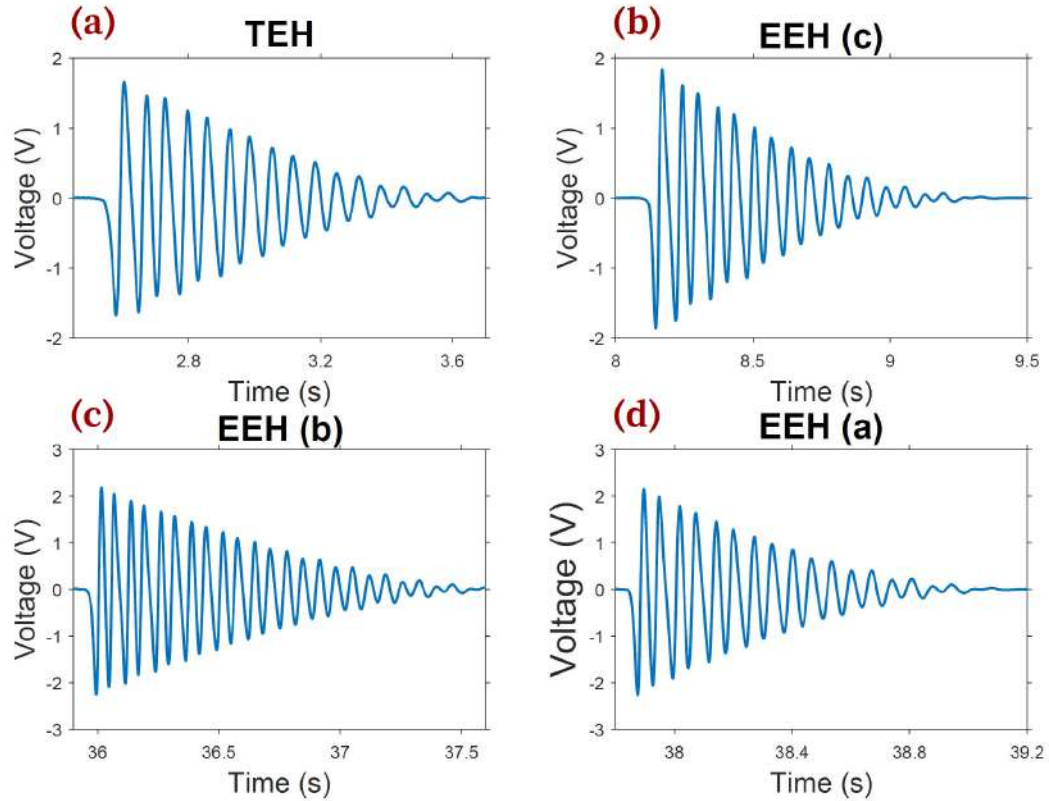 (a)
TEH
2
1
0
-1
-2
Voltage (V)
2.8
3.2
3.6
Time (s)
EEH (c)
(b)
2
1
0
-1
-2
Voltage (V)
8
8.5
9
9.5
Time (s)
(c)
EEH (b)
3
2
1
0
-1
-2
-3
Voltage (V)
36
36.5
37
37.5
Time (s)
(d)
EEH (a)
3
2
1
0
-1
-2
-3
Voltage (V)
38
38.4
38.8
39.2
Time (s)